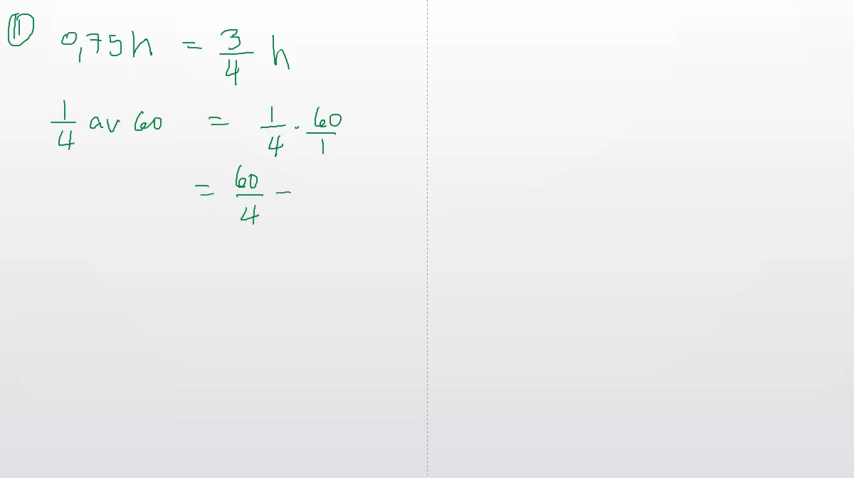 11
0,75h = 3/4 h
1/4 av 60 = 1/4 · 60/1
= 60/4 –